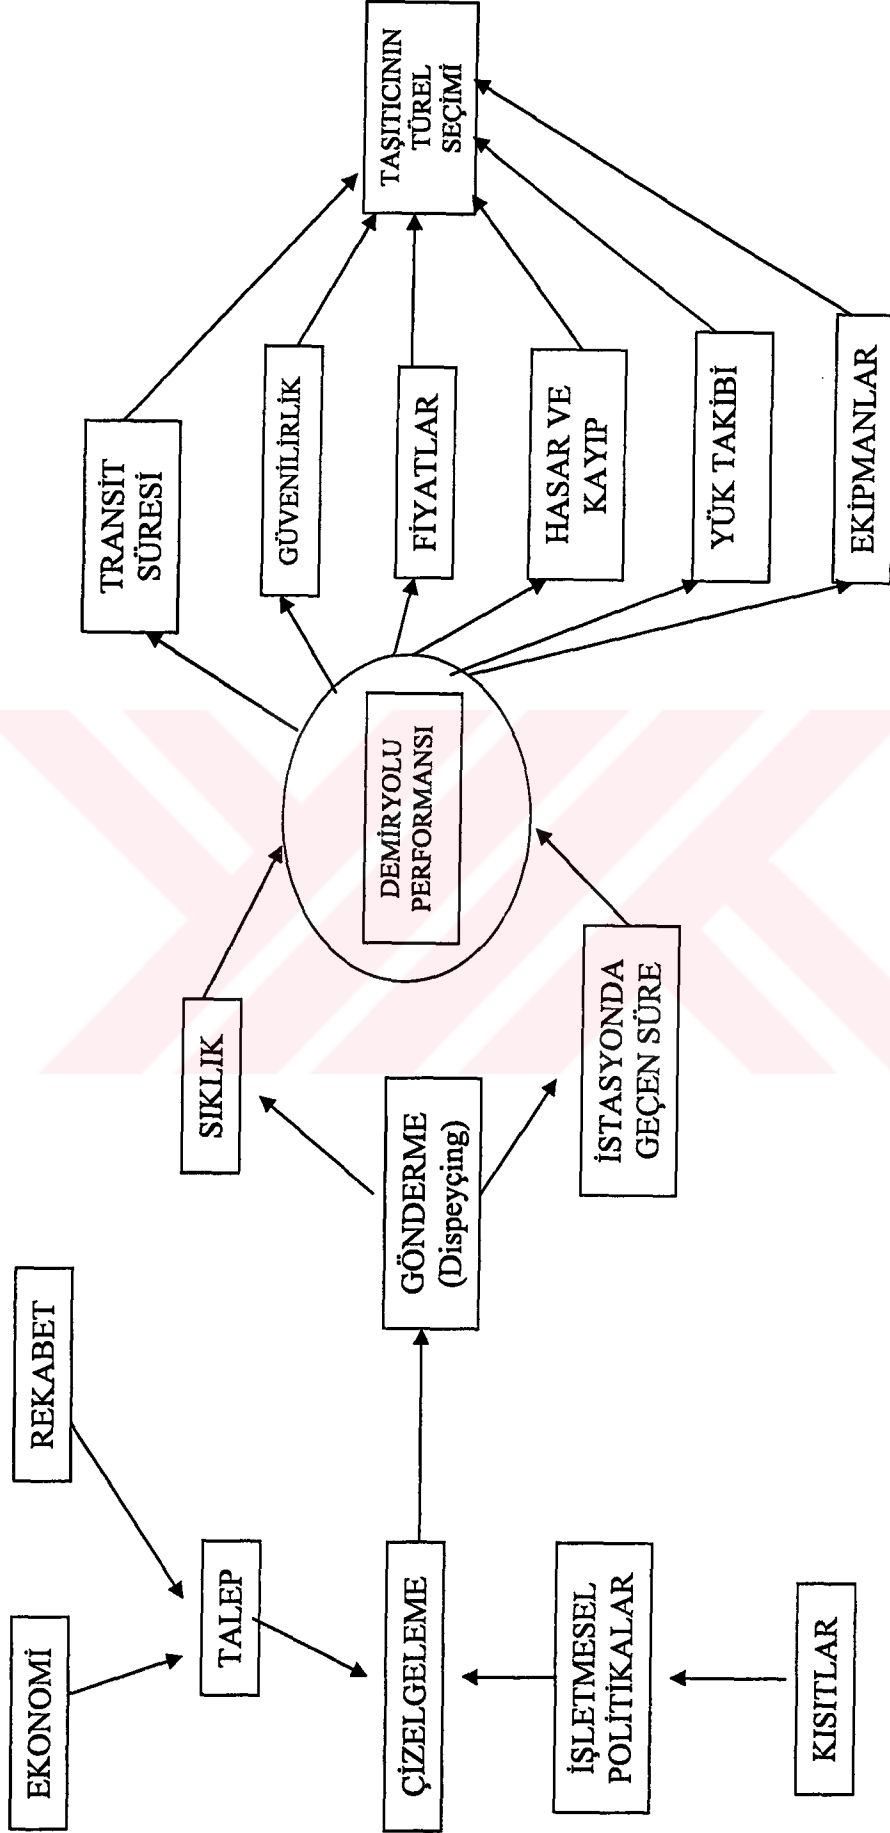 EKONOMİ
REKABET
TALEP
ÇİZELGELEME
İŞLETMESEL
POLİTİKALAR
KISITLAR
GÖNDERME
(Dispeyçing)
SIKLIK
İSTASYONDA
GEÇEN SÜRE
DEMİRYOLU
PERFORMANSI
TRANSİT
SÜRESİ
GÜVENİLİRLİK
FİYATLAR
HASAR VE
KAYIP
YÜK TAKİBİ
EKİPMANLAR
TAŞITICININ
TÜREL
SEÇİMİ